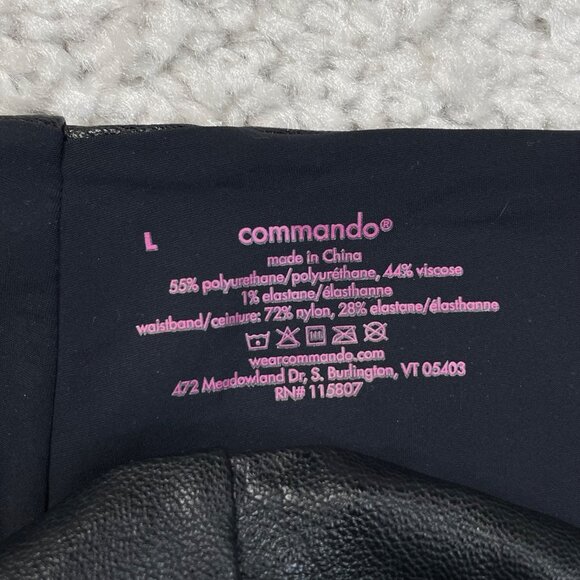 L
commando®
made in China
55% polyurethane/polyuréthane, 44% viscose
1% elastane/élasthanne
waistband/ceinture: 72% nylon, 28% elastane/élasthanne
wearcommando.com
472 Meadowland Dr, S. Burlington, VT 05403
RN# 115807